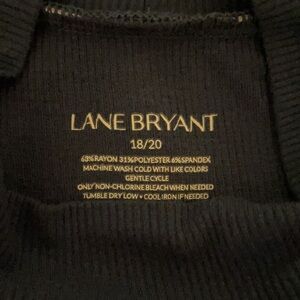 LANE BRYANT
18/20
63%RAYON 31%POLYESTER 6%SPANDEX
MACHINE WASH COLD WITH LIKE COLORS
GENTLE CYCLE
ONLY NON-CHLORINE BLEACH WHEN NEEDED
TUMBLE DRY LOW • COOL IRON IF NEEDED